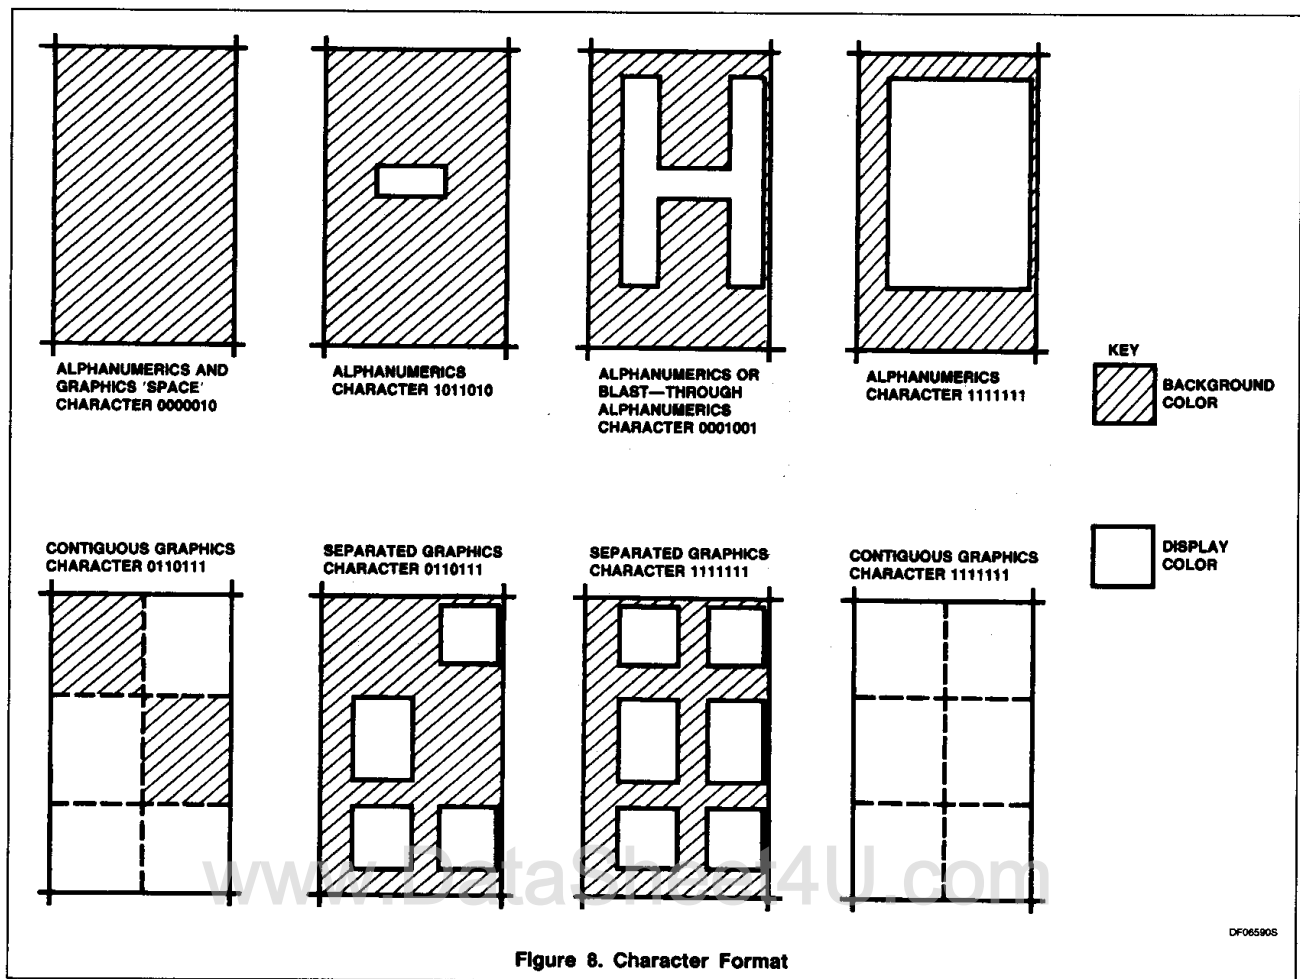 ALPHANUMERICS AND
GRAPHICS 'SPACE'
CHARACTER 0000010
ALPHANUMERICS
CHARACTER 1011010
ALPHANUMERICS OR
BLAST—THROUGH
ALPHANUMERICS
CHARACTER 0001001
ALPHANUMERICS
CHARACTER 1111111
KEY
BACKGROUND
COLOR
CONTIGUOUS GRAPHICS
CHARACTER 0110111
SEPARATED GRAPHICS
CHARACTER 0110111
SEPARATED GRAPHICS
CHARACTER 1111111
CONTIGUOUS GRAPHICS
CHARACTER 1111111
DISPLAY
COLOR
www.DataSheet4U.com
DF06590S
Figure 8. Character Format